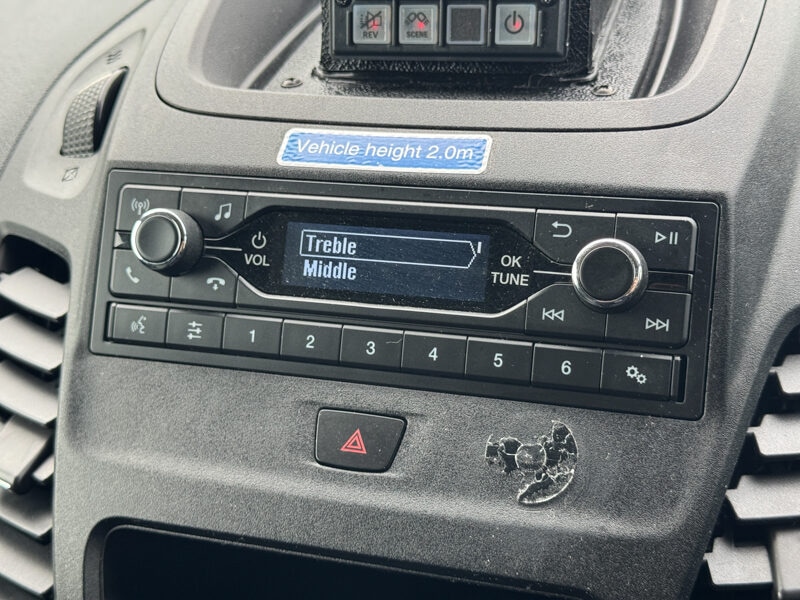 REV
SCENE
Vehicle height 2.0m
VOL
Treble
Middle
OK
TUNE
1
2
3
4
5
6